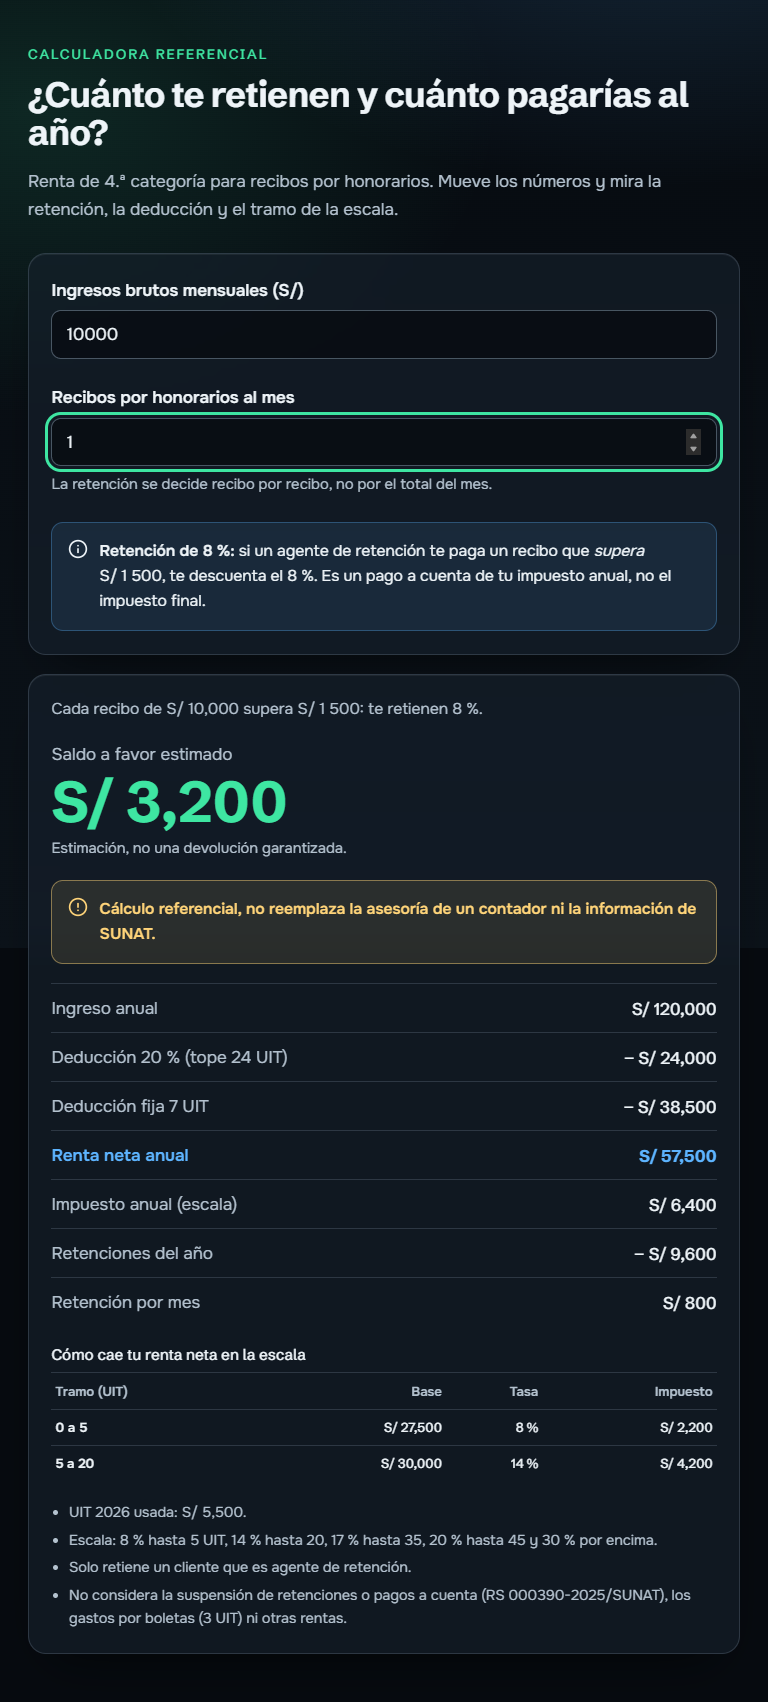 CALCULADORA REFERENCIAL
¿Cuánto te retienen y cuánto pagarías al
año?
Renta de 4.ª categoría para recibos por honorarios. Mueve los números y mira la
retención, la deducción y el tramo de la escala.
Ingresos brutos mensuales (S/)
10000
Recibos por honorarios al mes
1
La retención se decide recibo por recibo, no por el total del mes.
Retención de 8 %: si un agente de retención te paga un recibo que supera
S/ 1 500, te descuenta el 8 %. Es un pago a cuenta de tu impuesto anual, no el
impuesto final.
Cada recibo de S/ 10,000 supera S/ 1 500: te retienen 8 %.
Saldo a favor estimado
S/ 3,200
Estimación, no una devolución garantizada.
Cálculo referencial, no reemplaza la asesoría de un contador ni la información de
SUNAT.
Ingreso anual S/ 120,000
Deducción 20 % (tope 24 UIT) − S/ 24,000
Deducción fija 7 UIT − S/ 38,500
Renta neta anual S/ 57,500
Impuesto anual (escala) S/ 6,400
Retenciones del año − S/ 9,600
Retención por mes S/ 800
Cómo cae tu renta neta en la escala
Tramo (UIT) Base Tasa Impuesto
0 a 5 S/ 27,500 8 % S/ 2,200
5 a 20 S/ 30,000 14 % S/ 4,200
• UIT 2026 usada: S/ 5,500.
• Escala: 8 % hasta 5 UIT, 14 % hasta 20, 17 % hasta 35, 20 % hasta 45 y 30 % por encima.
• Solo retiene un cliente que es agente de retención.
• No considera la suspensión de retenciones o pagos a cuenta (RS 000390-2025/SUNAT), los
gastos por boletas (3 UIT) ni otras rentas.